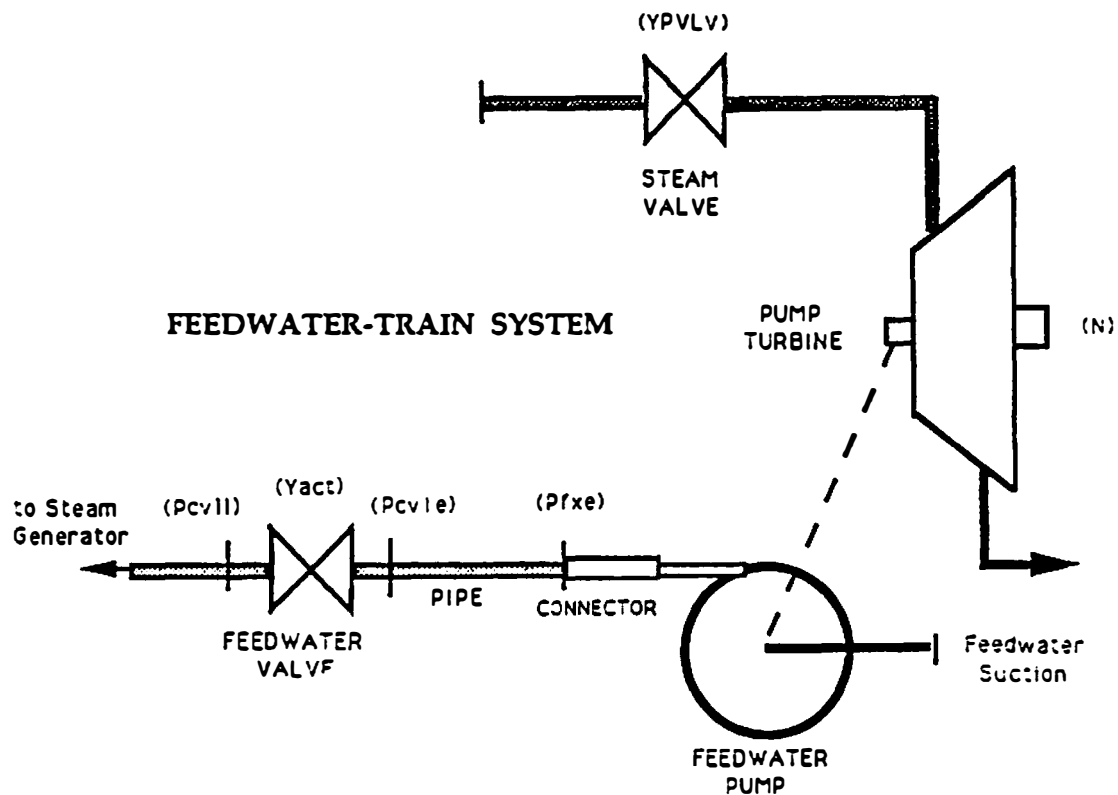 (YPVLV)
STEAM
VALVE
FEEDWATER-TRAIN SYSTEM
PUMP
TURBINE
(N)
to Steam
Generator
(Pcvll)
(Yact)
(Pcvle)
(Pfxe)
PIPE
CONNECTOR
FEEDWATER
VALVE
Feedwater
Suction
FEEDWATER
PUMP